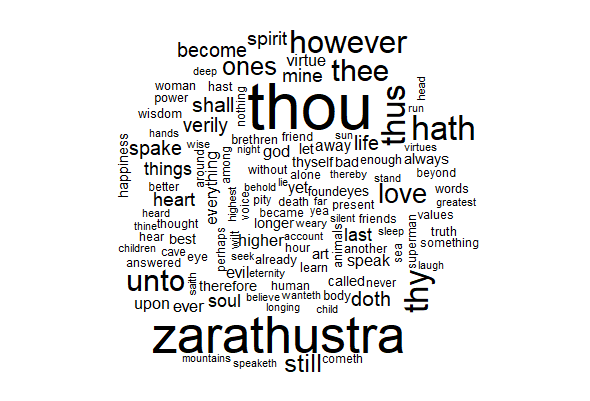 spirit however
become
ones virtue
mine thee
deep
woman hast
power shall
nothing
thou
thus
head
run
wisdom
verily
hath
hands wise
spake
brethren friend sun
night god let away life
virtues
happiness
things
around
everything
among
without thyself bad enough always
alone thereby stand beyond
better
heart
highest
voice
behold lie yet found eyes love words
pity death far present greatest
heard
thine thought
became yea silent friends values
longer weary last
truth
children hear best
perhaps
wilt
higher account
hour art
animals
another sleep
sea
superman
something
answered cave eye
seek already learn speak
laugh
evil eternity
unto
saith
therefore human called never
thy
upon ever soul believe wanteth body doth
longing child
zarathustra
mountains speaketh still cometh